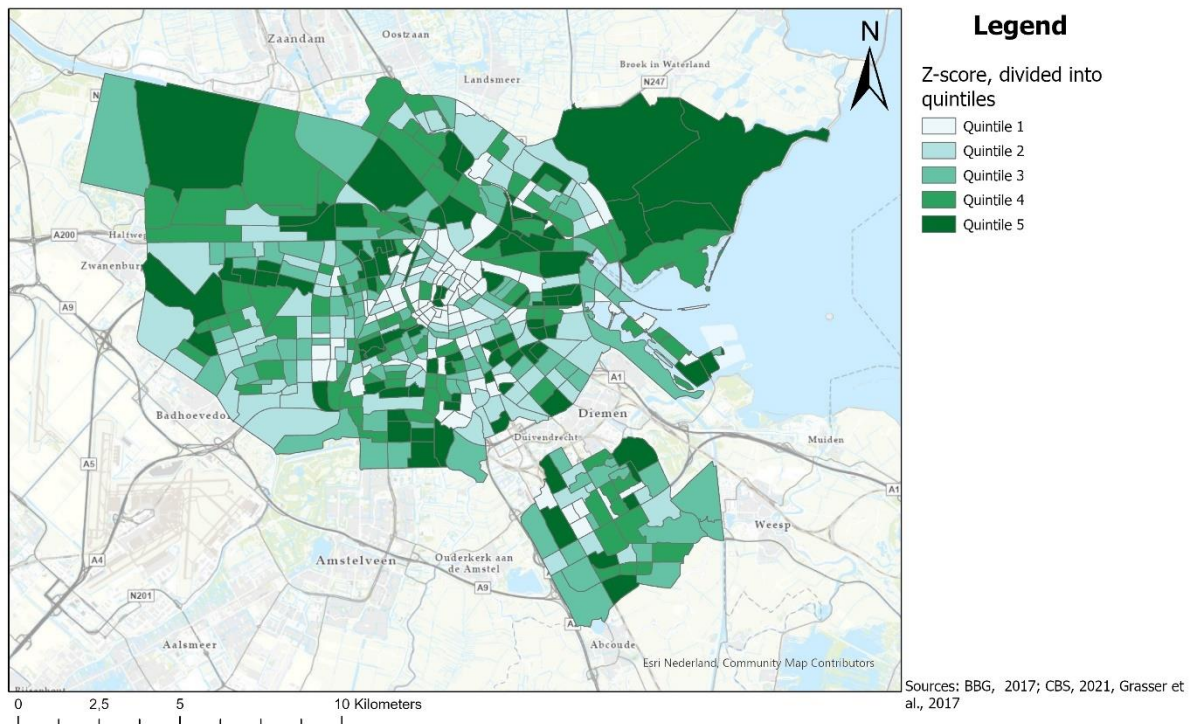 Legend
Z-score, divided into
quintiles
Quintile 1
Quintile 2
Quintile 3
Quintile 4
Quintile 5
N
Zaandam
Oostzaan
Landsmeer
Broek in Waterland
N247
A200
Halfweg
Zwanenburg
A9
Badhoevedo
A1
Diemen
Duivendrecht
Muiden
A5
A1
Weesp
Amstelveen
Ouderkerk aan
de Amstel
A4
A9
N201
Aalsmeer
Abcoude
Esri Nederland, Community Map Contributors
Sources: BBG, 2017; CBS, 2021, Grasser et
al., 2017
0 2,5 5 10 Kilometers